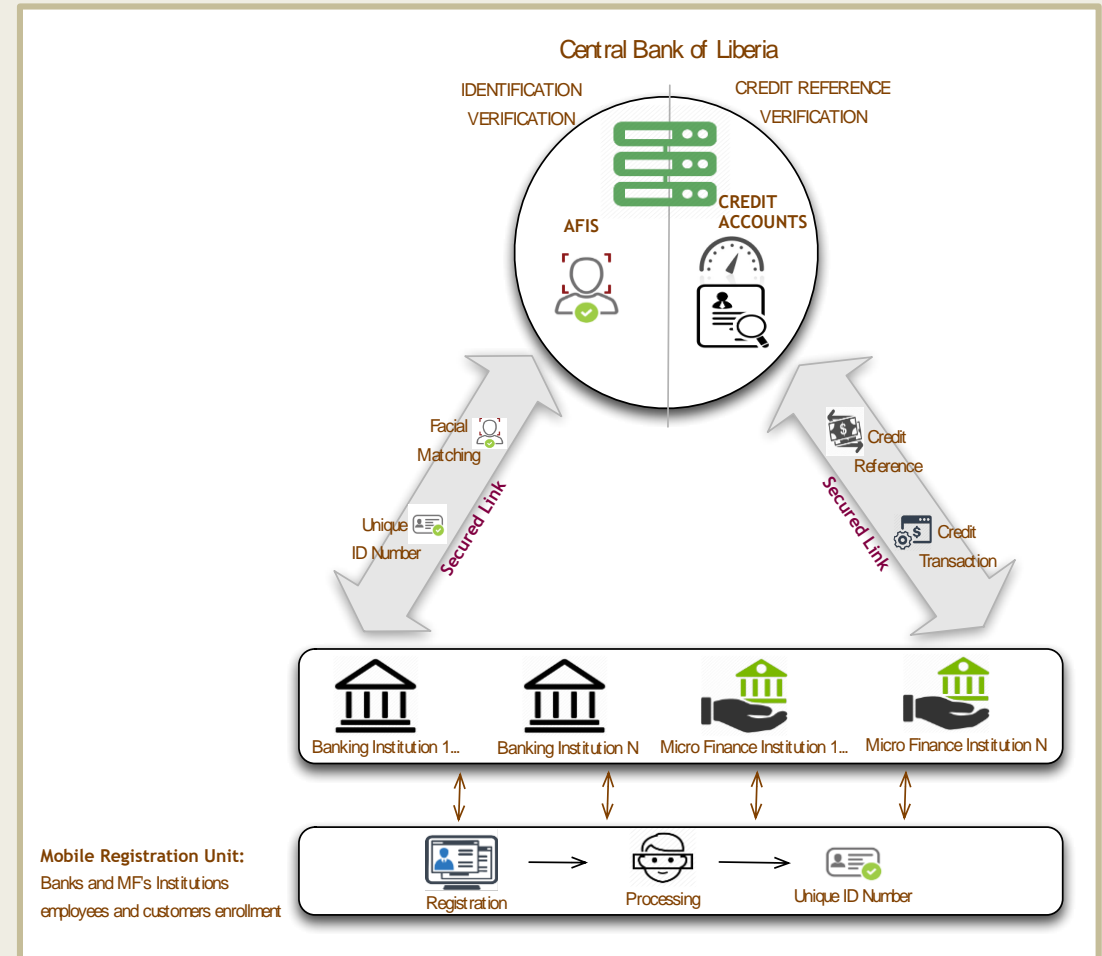 Central Bank of Liberia
IDENTIFICATION
VERIFICATION
CREDIT REFERENCE
VERIFICATION
AFIS
CREDIT
ACCOUNTS
Facial
Matching
Unique
ID Number
Secured Link
Credit
Reference
Credit
Transaction
Secured Link
Banking Institution 1...
Banking Institution N
Micro Finance Institution 1...
Micro Finance Institution N
Mobile Registration Unit:
Banks and MF's Institutions
employees and customers enrollment
Registration
Processing
Unique ID Number